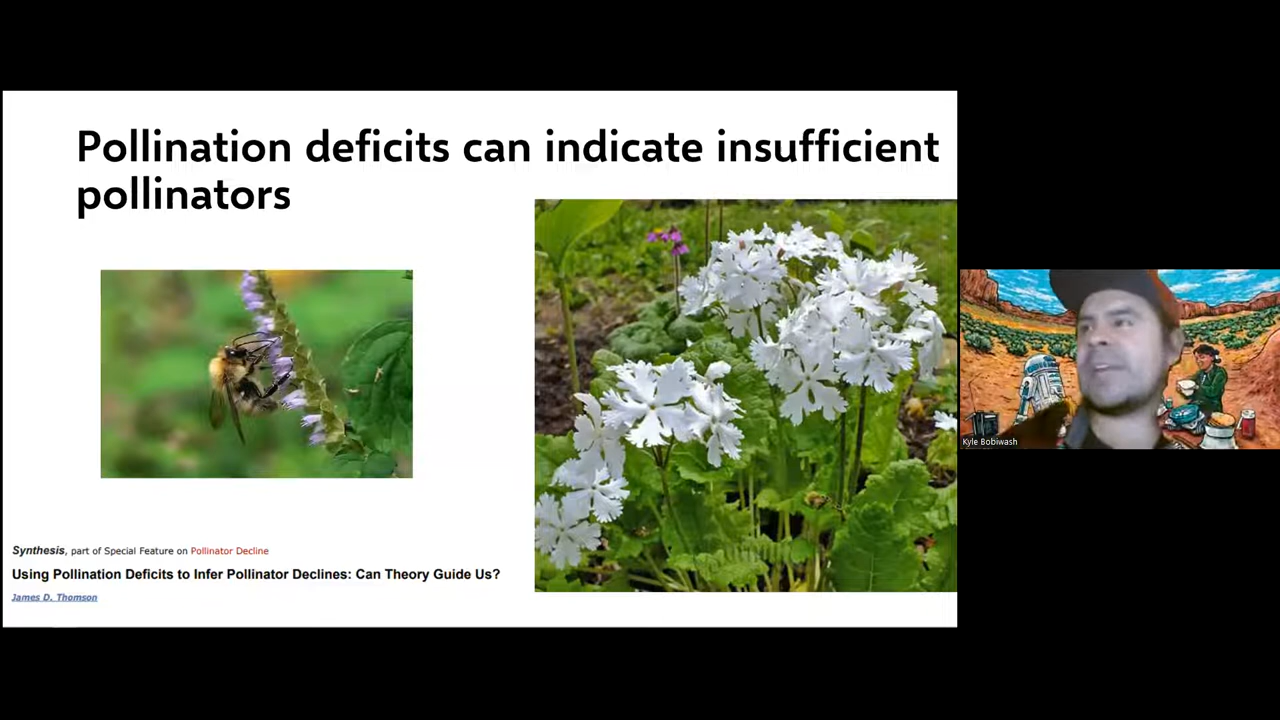 Pollination deficits can indicate insufficient
pollinators
Synthesis, part of Special Feature on Pollinator Decline
Using Pollination Deficits to Infer Pollinator Declines: Can Theory Guide Us?
James D. Thomson
Kyle Bobiwash